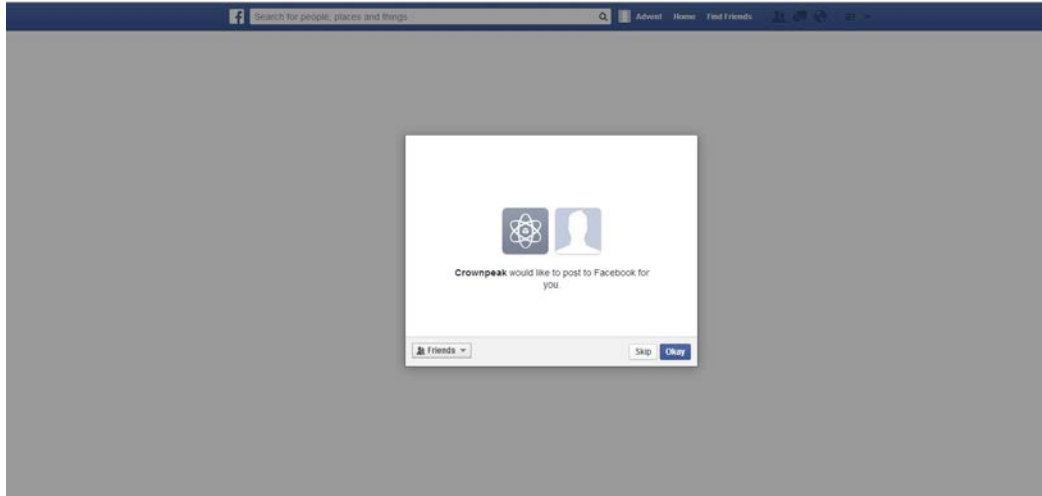 Search for people, places and things
Advent Home Find Friends
Crownpeak would like to post to Facebook for
you.
Friends
Skip Okay